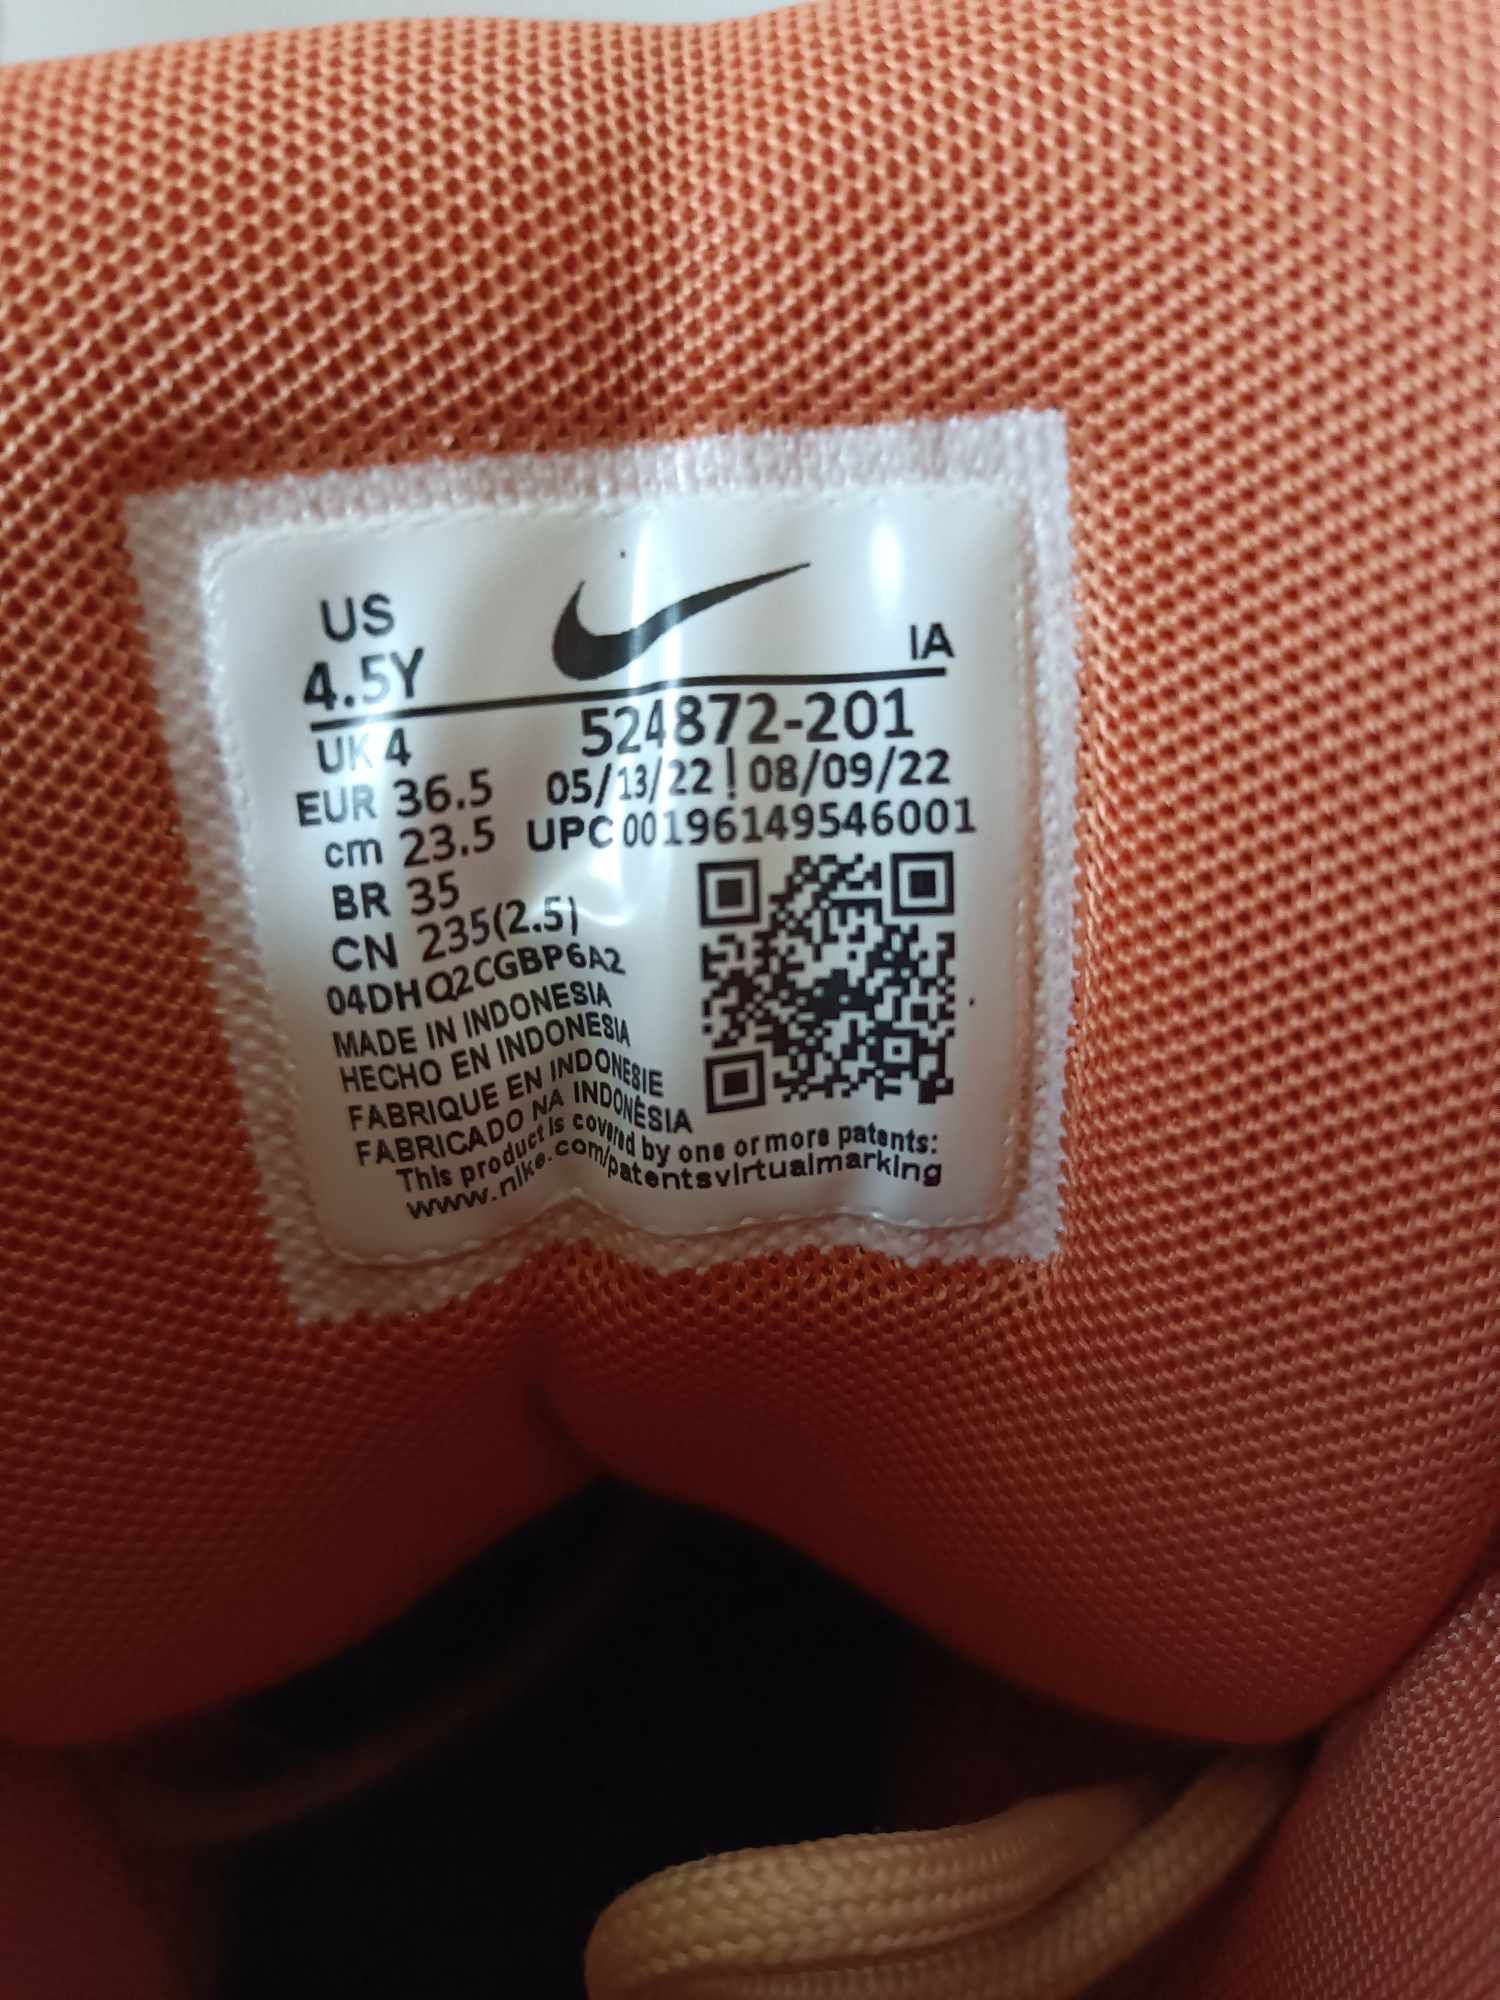 US
4.5Y
IA
UK 4
524872-201
EUR 36.5
05/13/22 | 08/09/22
cm 23.5
UPC 00196149546001
BR 35
CN 235(2.5)
04DHQ2CGBP6A2
MADE IN INDONESIA
HECHO EN INDONESIA
FABRIQUE EN INDONESIE
FABRICADO NA INDONÉSIA
This product is covered by one or more patents:
www.nike.com/patentsvirtualmarking